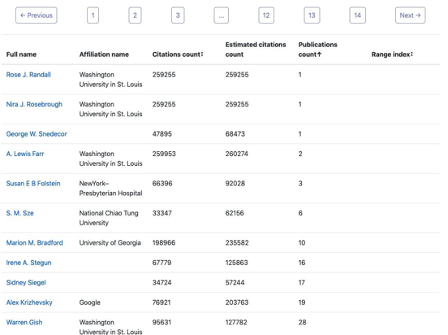 ← Previous 1 2 3 ... 12 13 14 Next →
Full name Affiliation name Citations count↕ Estimated citations count Publications count↑ Range index↕
Rose J. Randall Washington University in St. Louis 259255 259255 1
Nira J. Rosebrough Washington University in St. Louis 259255 259255 1
George W. Snedecor 47895 68473 1
A. Lewis Farr Washington University in St. Louis 259953 260274 2
Susan E B Folstein NewYork–Presbyterian Hospital 66396 92028 3
S. M. Sze National Chiao Tung University 33347 62156 6
Marion M. Bradford University of Georgia 198966 235582 10
Irene A. Stegun 67779 125863 16
Sidney Siegel 34724 57244 17
Alex Krizhevsky Google 76921 203763 19
Warren Gish Washington University in St. Louis 95631 127782 28